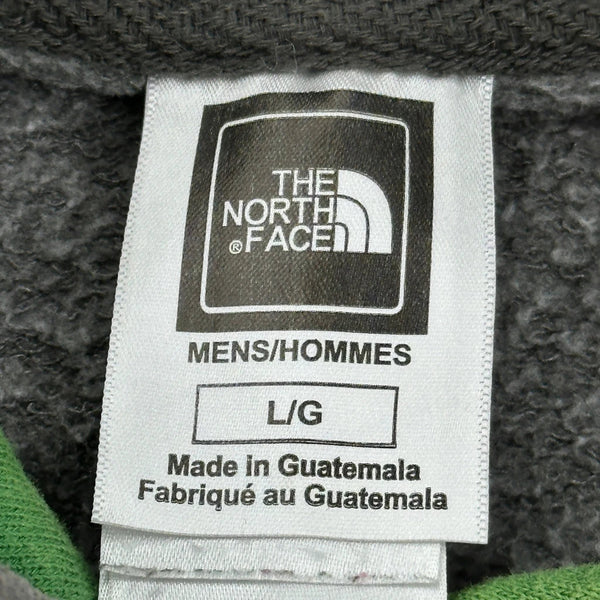 THE
NORTH
® FACE
MENS/HOMMES
L/G
Made in Guatemala
Fabriqué au Guatemala